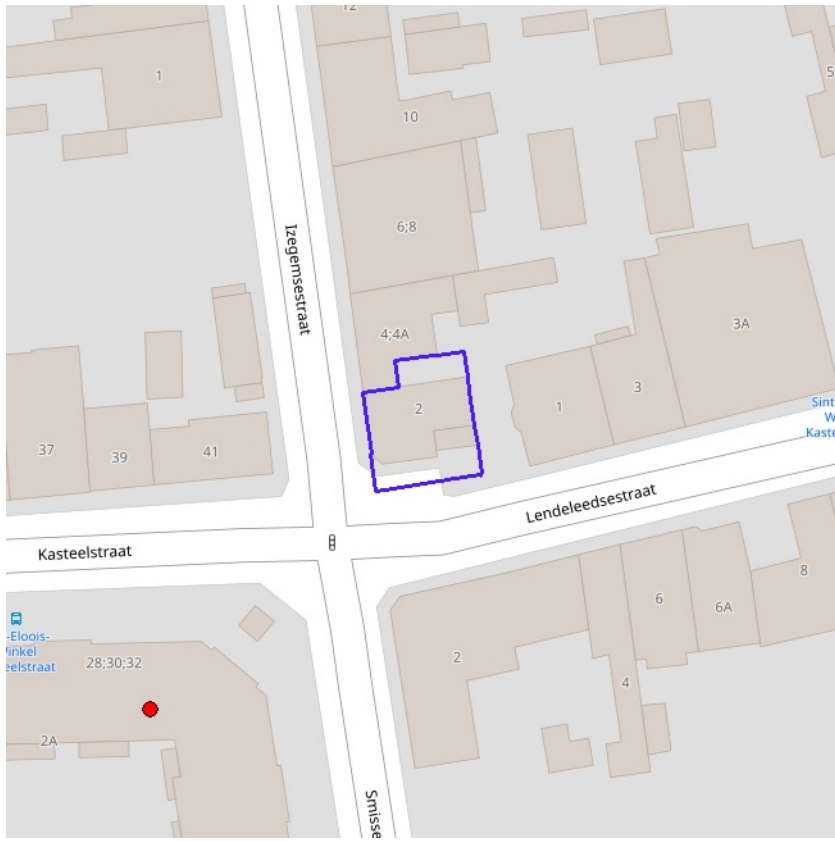 12
1
5
10
Izegemsestraat
6;8
4;4A
3A
3
1
2
Sint
W
Kaste
37
39
41
Lendeleedsestraat
Kasteelstraat
-Eloois-
Vinkel
eelstraat
28;30;32
2A
2
4
6
6A
8
Smisse